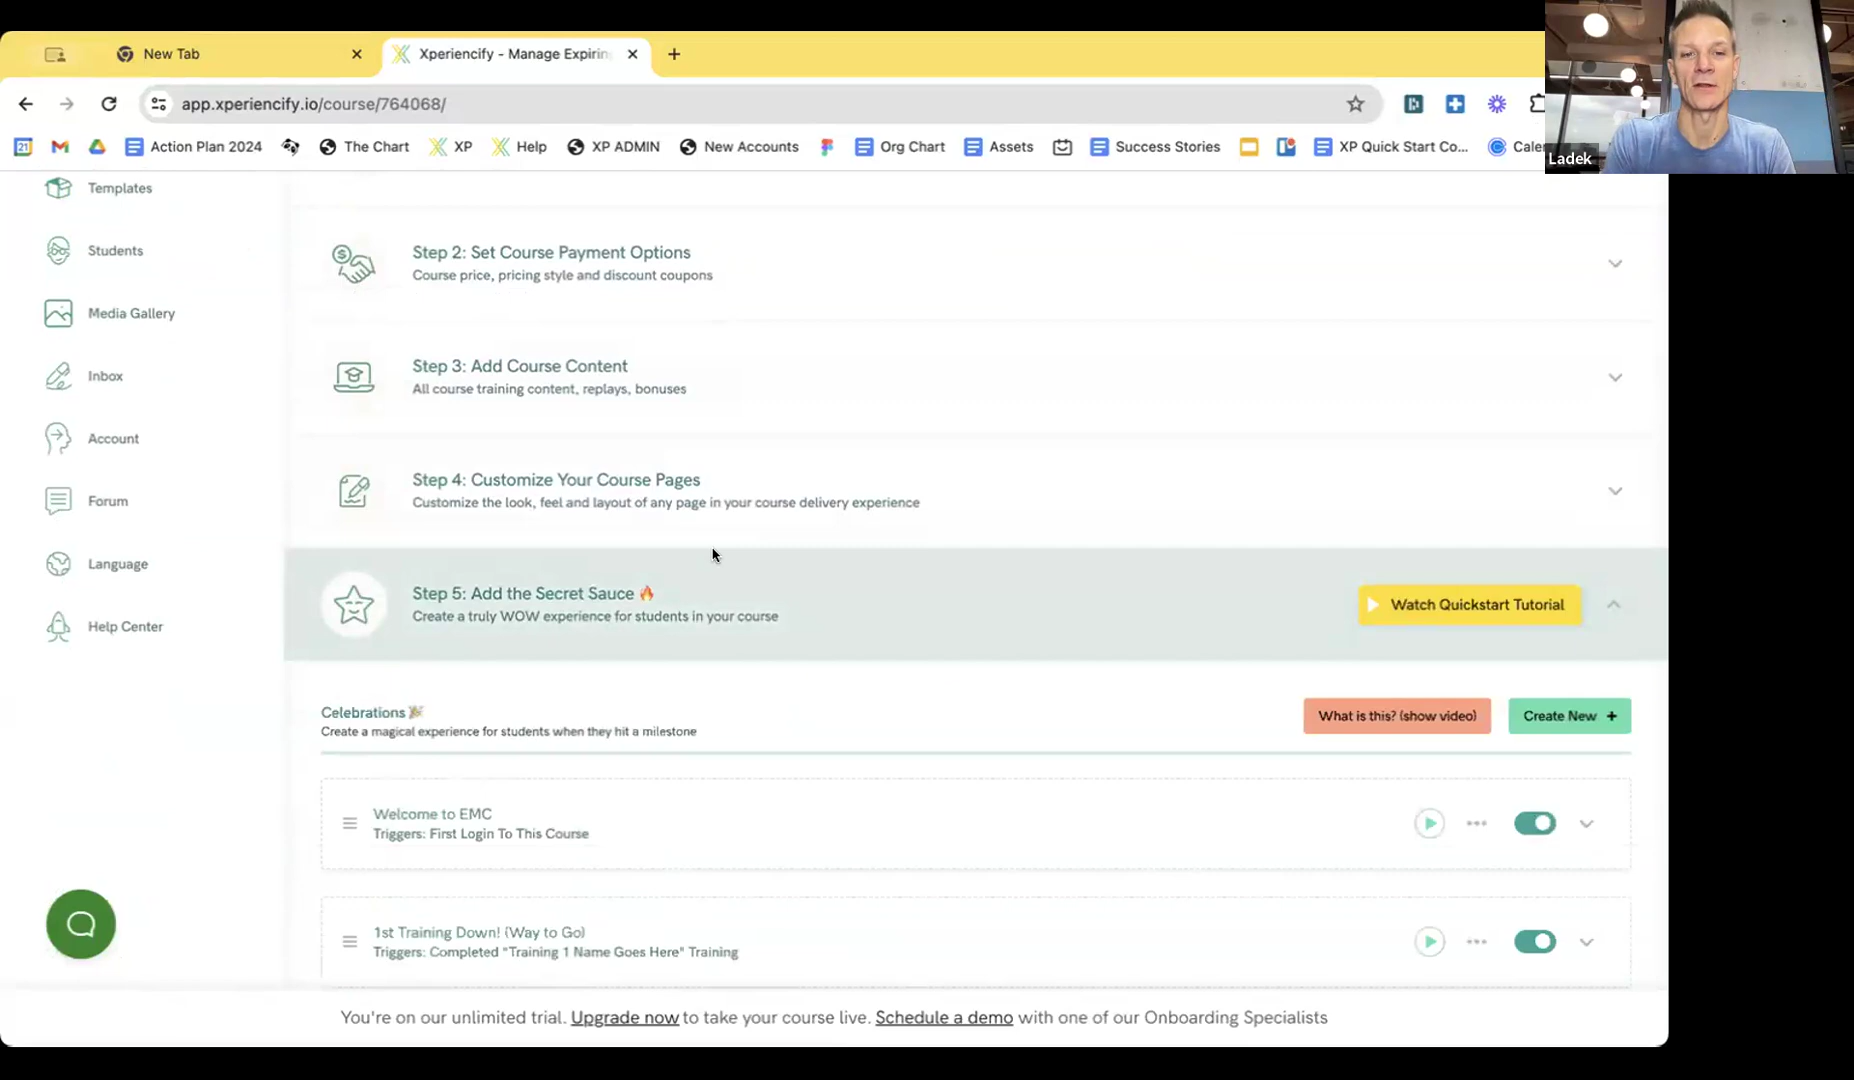 New Tab
Xperiencify - Manage Expirin
app.xperiencify.io/course/764068/
21
Action Plan 2024
The Chart
XP
Help
XP ADMIN
New Accounts
Org Chart
Assets
Success Stories
XP Quick Start Co...
Caler
Ladek
Templates
Students
Media Gallery
Inbox
Account
Forum
Language
Help Center
Step 2: Set Course Payment Options
Course price, pricing style and discount coupons
Step 3: Add Course Content
All course training content, replays, bonuses
Step 4: Customize Your Course Pages
Customize the look, feel and layout of any page in your course delivery experience
Step 5: Add the Secret Sauce 🔥
Create a truly WOW experience for students in your course
Watch Quickstart Tutorial
Celebrations 🎉
Create a magical experience for students when they hit a milestone
What is this? (show video)
Create New +
Welcome to EMC
Triggers: First Login To This Course
1st Training Down! (Way to Go)
Triggers: Completed "Training 1 Name Goes Here" Training
You're on our unlimited trial. Upgrade now to take your course live. Schedule a demo with one of our Onboarding Specialists